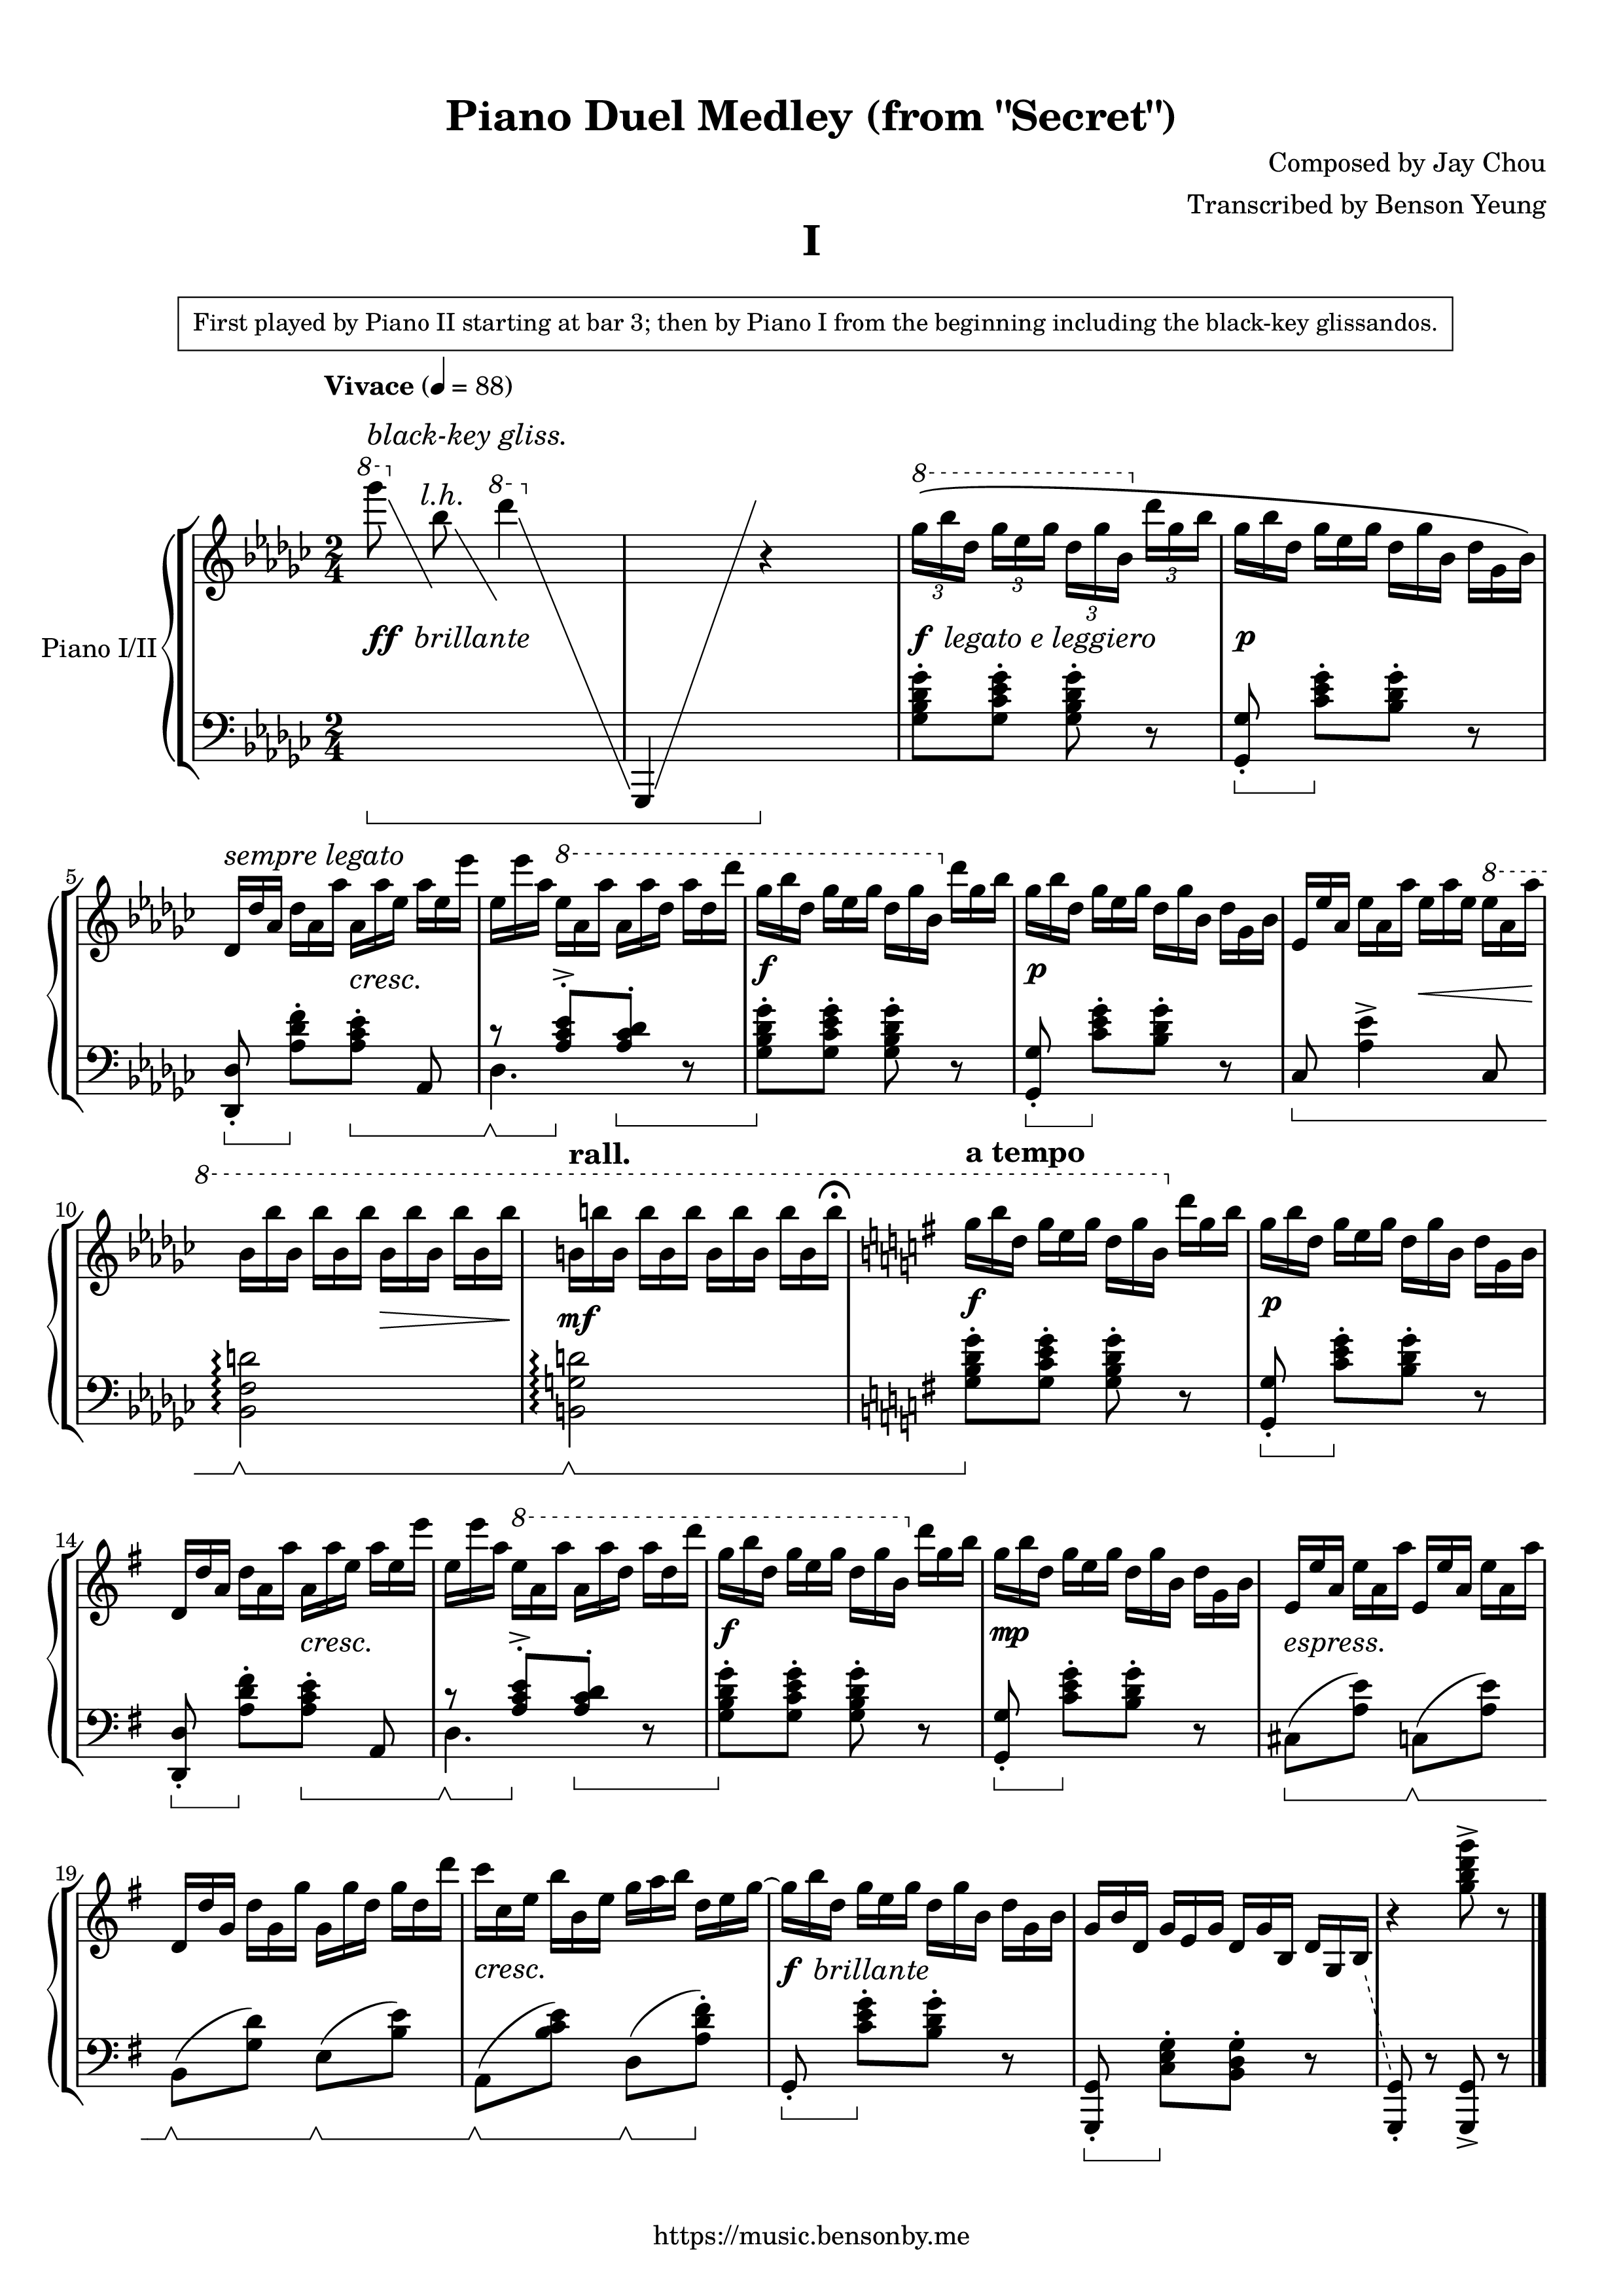 Piano Duel Medley (from "Secret")
Composed by Jay Chou
Transcribed by Benson Yeung
I
First played by Piano II starting at bar 3; then by Piano I from the beginning including the black-key glissandos.
Vivace (♩ = 88)
black-key gliss.
8 l.h. 8 8
3 3 3 3
Piano I/II
2/4
ff brillante f legato e leggiero p
2/4
5 sempre legato 8 8
cresc. f p
rall. a tempo
8
10
mf f p
14 8
cresc. f mp espress.
19
cresc. f brillante
https://music.bensonby.me